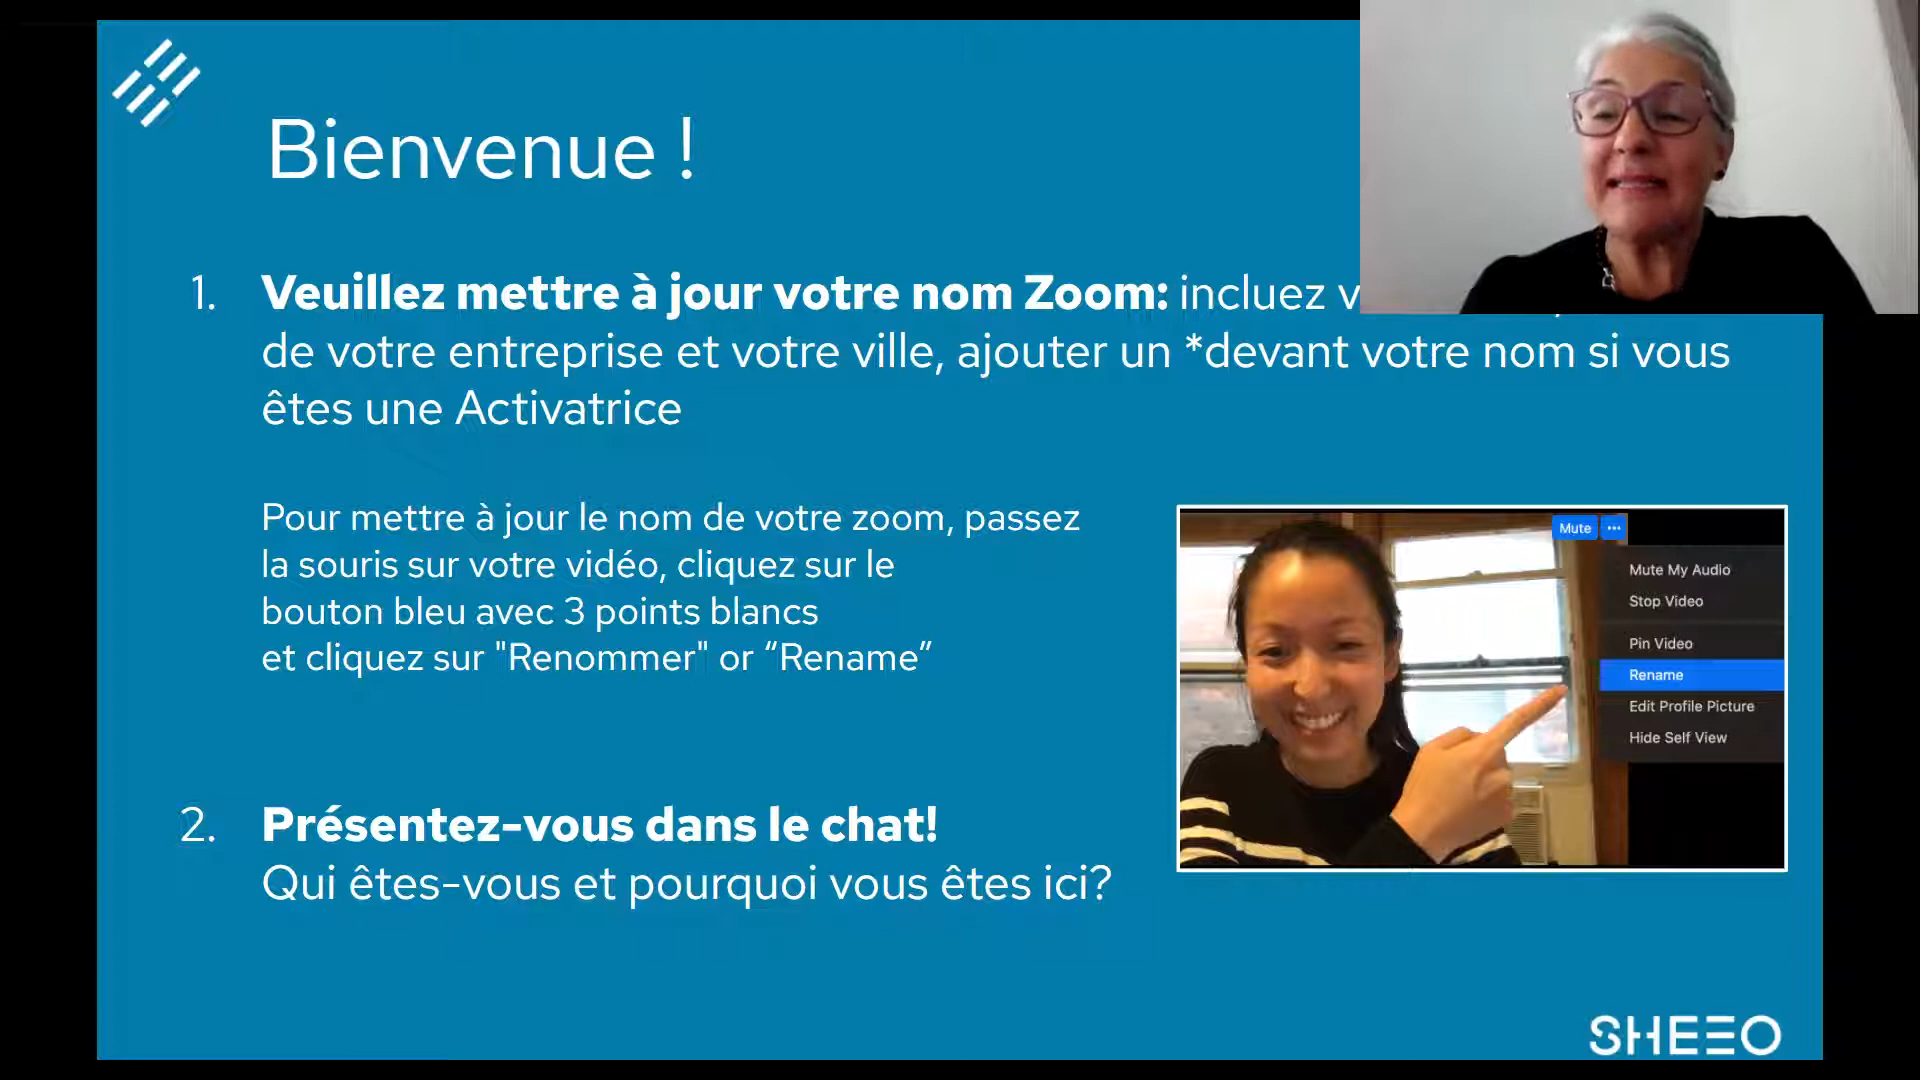 Bienvenue !
1. Veuillez mettre à jour votre nom Zoom: incluez
de votre entreprise et votre ville, ajouter un *devant votre nom si vous
êtes une Activatrice
Pour mettre à jour le nom de votre zoom, passez
la souris sur votre vidéo, cliquez sur le
bouton bleu avec 3 points blancs
et cliquez sur "Renommer" or “Rename”
Mute ...
Mute My Audio
Stop Video
Pin Video
Rename
Edit Profile Picture
Hide Self View
2. Présentez-vous dans le chat!
Qui êtes-vous et pourquoi vous êtes ici?
SHEEO